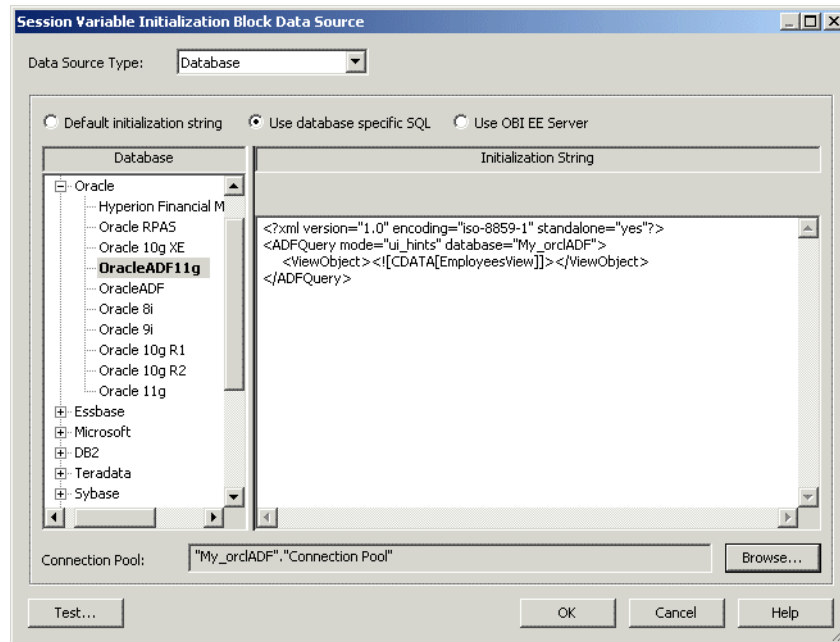 Session Variable Initialization Block Data Source
Data Source Type: Database
Default initialization string Use database specific SQL Use OBI EE Server
Database
Oracle
Hyperion Financial M
Oracle RPAS
Oracle 10g XE
OracleADF11g
OracleADF
Oracle 8i
Oracle 9i
Oracle 10g R1
Oracle 10g R2
Oracle 11g
Essbase
Microsoft
DB2
Teradata
Sybase
Initialization String
<?xml version="1.0" encoding="iso-8859-1" standalone="yes"?>
<ADFQuery mode="ui_hints" database="My_orclADF">
<ViewObject><![CDATA[EmployeesView]]></ViewObject>
</ADFQuery>
Connection Pool: "My_orclADF"."Connection Pool" Browse...
Test... OK Cancel Help